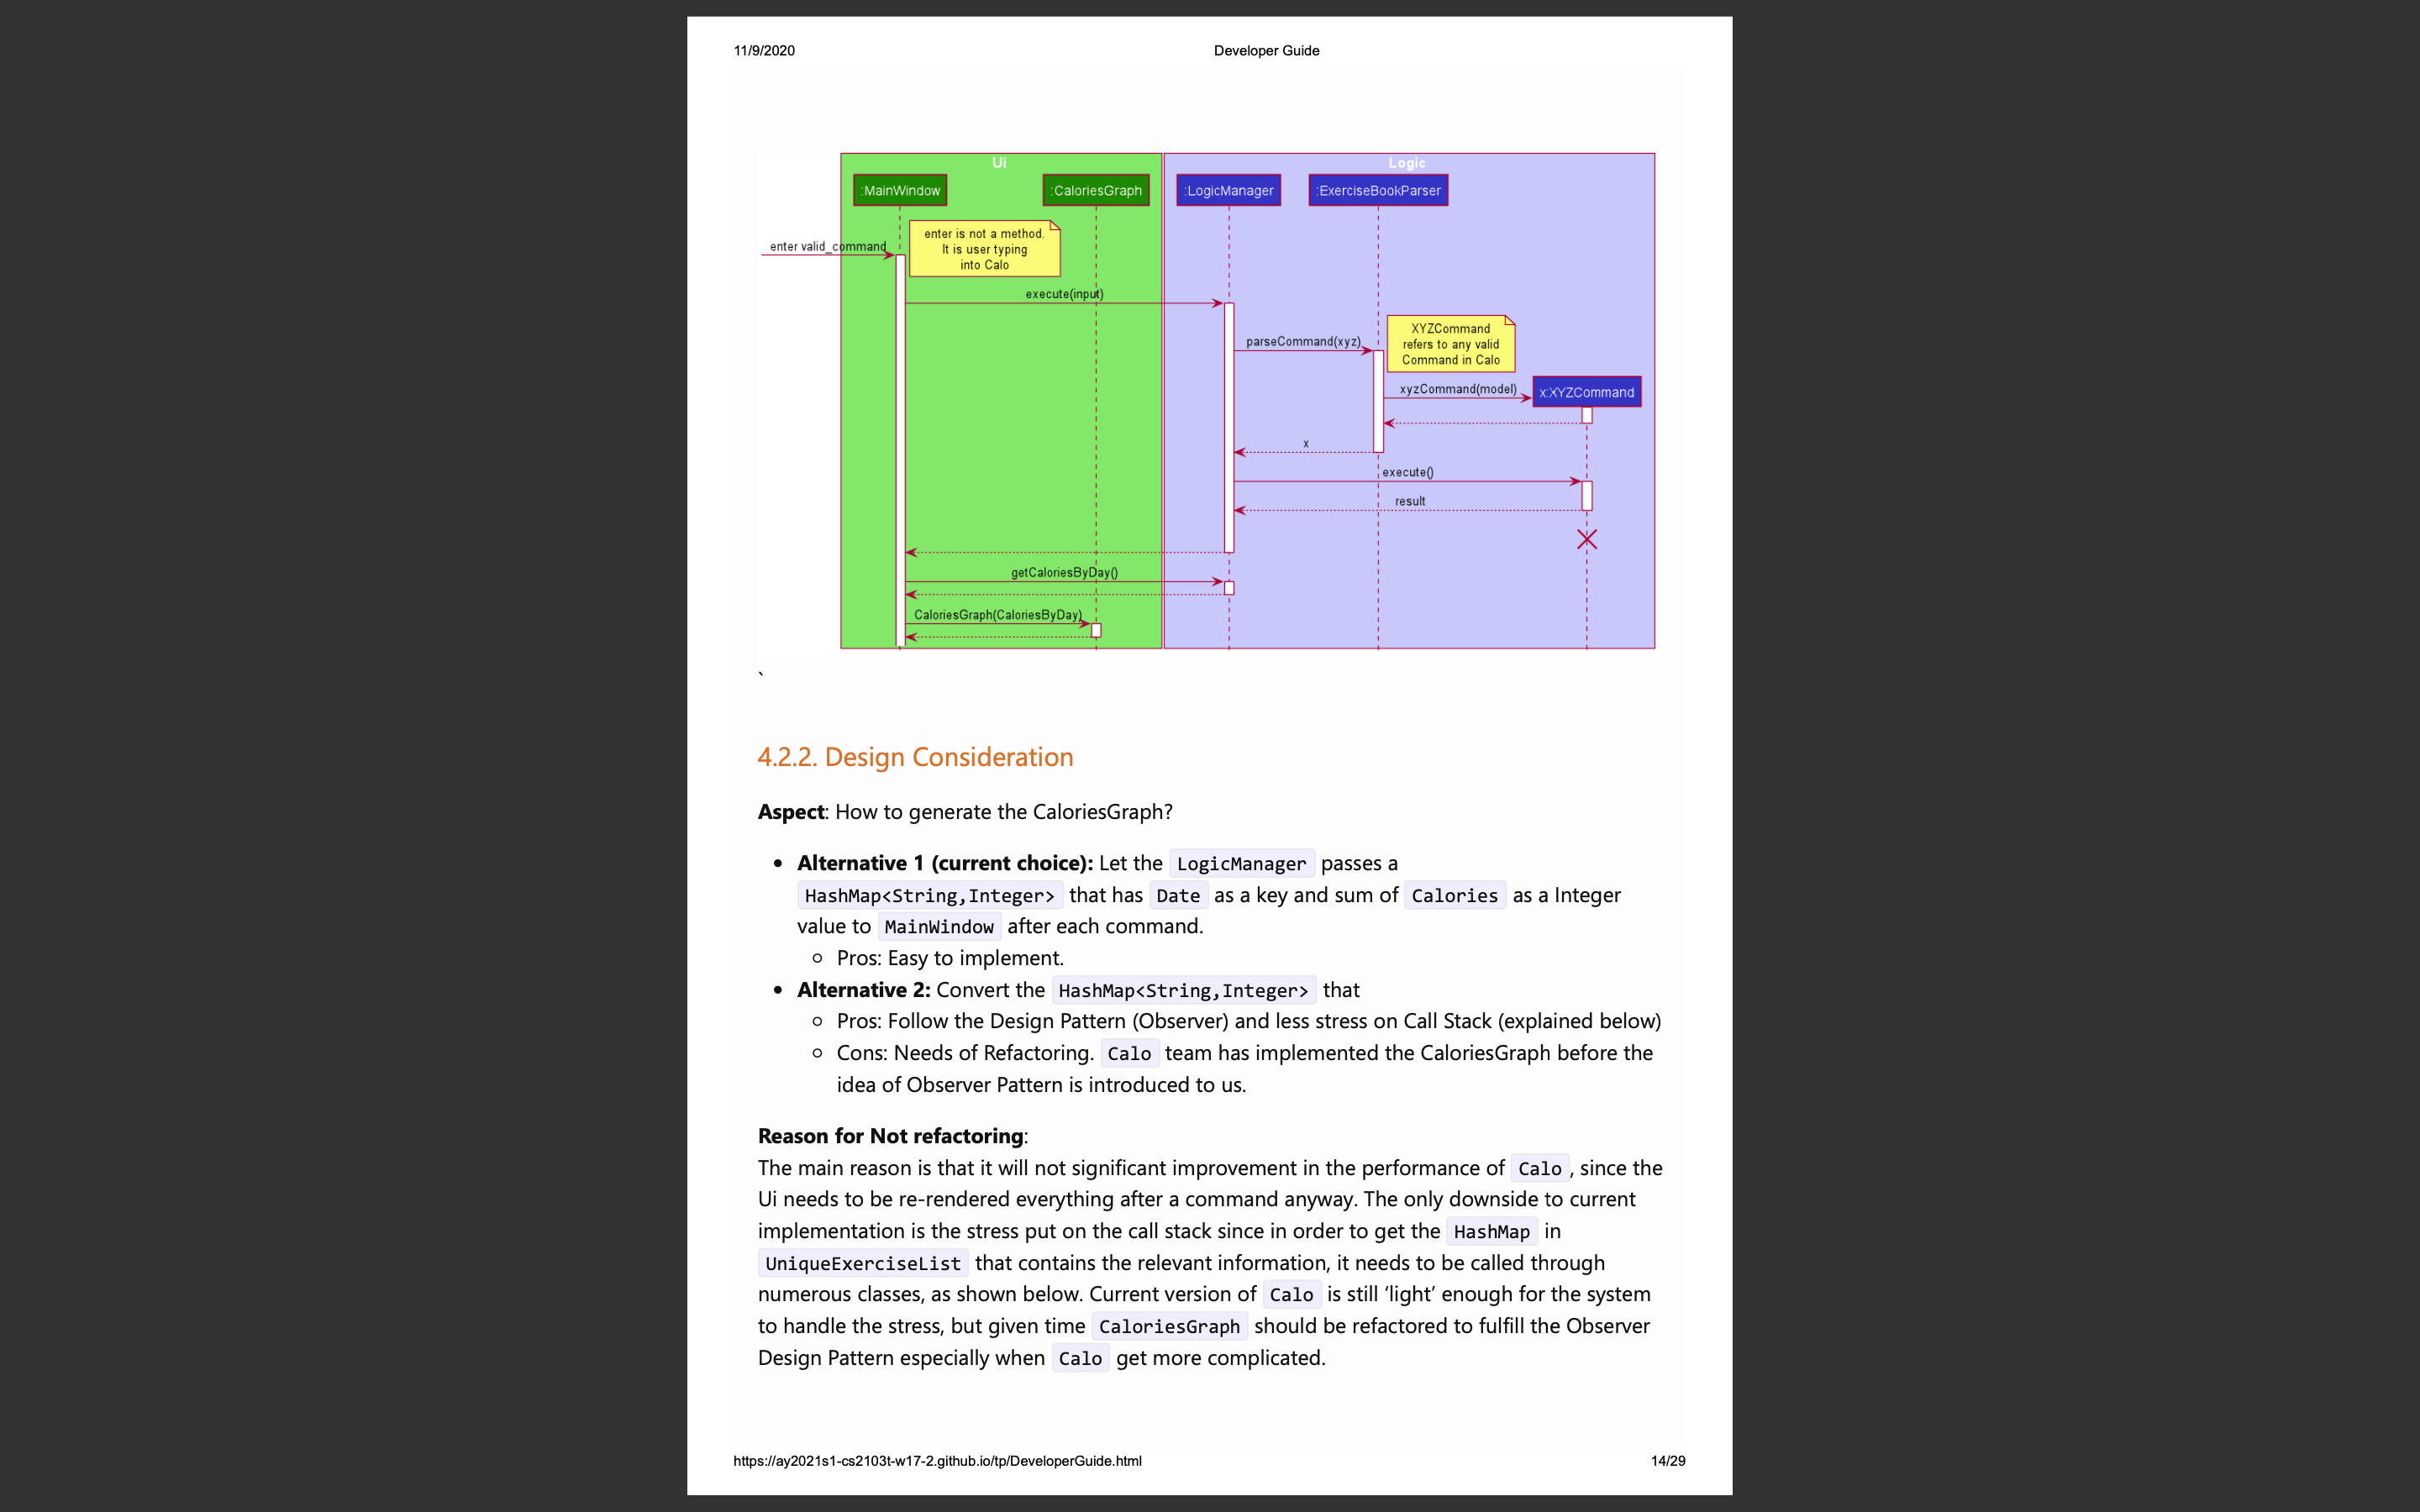 11/9/2020 Developer Guide
Ui Logic
:MainWindow :CaloriesGraph :LogicManager :ExerciseBookParser
enter is not a method.
It is user typing
into Calo
enter valid_command
execute(input)
XYZCommand
refers to any valid
Command in Calo
parseCommand(xyz)
xyzCommand(model)
x:XYZCommand
x
execute()
result
getCaloriesByDay()
CaloriesGraph(CaloriesByDay)
`
4.2.2. Design Consideration
Aspect: How to generate the CaloriesGraph?
• Alternative 1 (current choice): Let the LogicManager passes a
HashMap<String,Integer> that has Date as a key and sum of Calories as a Integer
value to MainWindow after each command.
○ Pros: Easy to implement.
• Alternative 2: Convert the HashMap<String,Integer> that
○ Pros: Follow the Design Pattern (Observer) and less stress on Call Stack (explained below)
○ Cons: Needs of Refactoring. Calo team has implemented the CaloriesGraph before the
idea of Observer Pattern is introduced to us.
Reason for Not refactoring:
The main reason is that it will not significant improvement in the performance of Calo , since the
Ui needs to be re-rendered everything after a command anyway. The only downside to current
implementation is the stress put on the call stack since in order to get the HashMap in
UniqueExerciseList that contains the relevant information, it needs to be called through
numerous classes, as shown below. Current version of Calo is still ‘light’ enough for the system
to handle the stress, but given time CaloriesGraph should be refactored to fulfill the Observer
Design Pattern especially when Calo get more complicated.
https://ay2021s1-cs2103t-w17-2.github.io/tp/DeveloperGuide.html 14/29